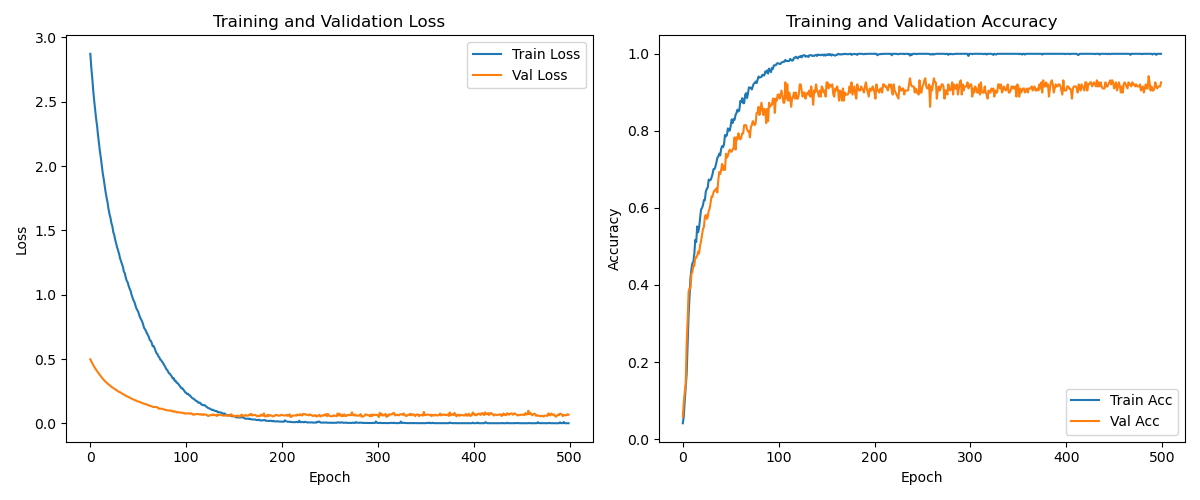 Training and Validation Loss
Train Loss
Val Loss
3.0
2.5
2.0
1.5
1.0
0.5
0.0
Loss
0
100
200
300
400
500
Epoch
Training and Validation Accuracy
1.0
0.8
0.6
0.4
0.2
0.0
Accuracy
Train Acc
Val Acc
0
100
200
300
400
500
Epoch